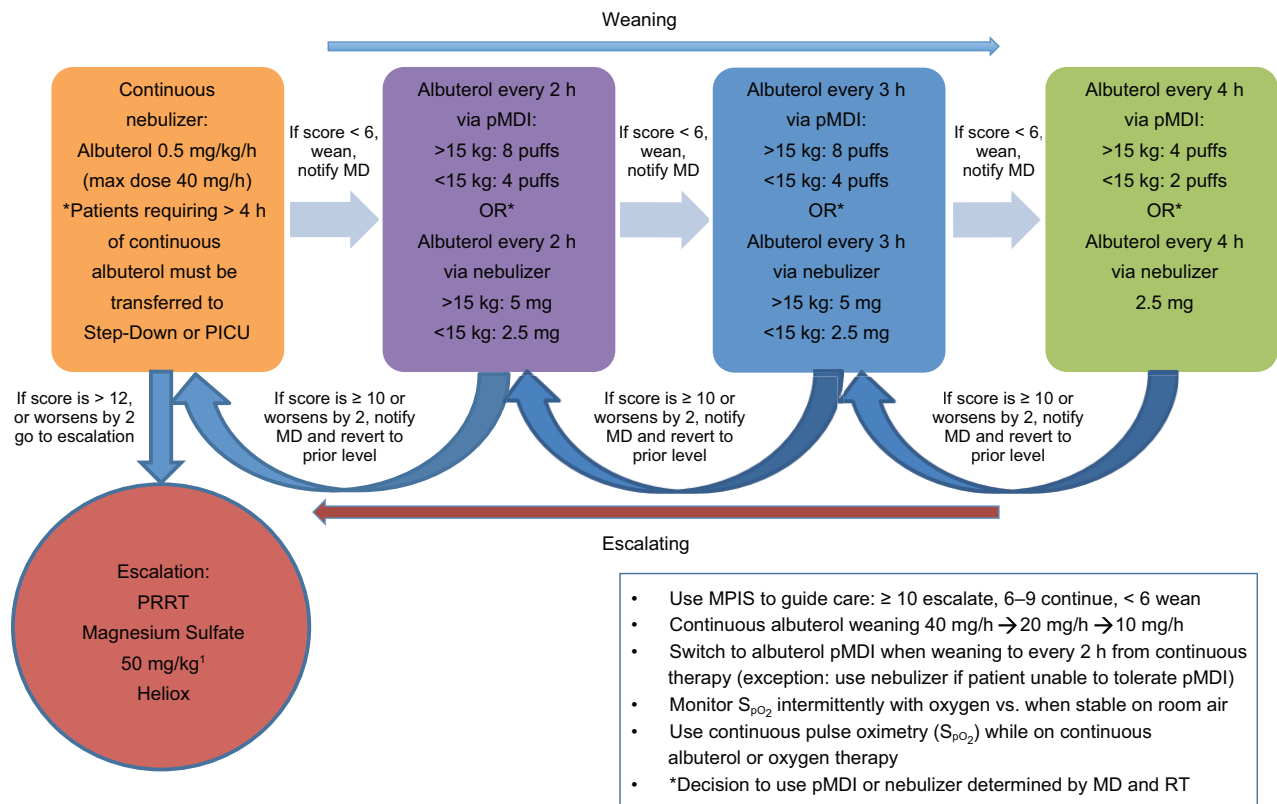 Weaning
Continuous
nebulizer:
Albuterol 0.5 mg/kg/h
(max dose 40 mg/h)
*Patients requiring > 4 h
of continuous
albuterol must be
transferred to
Step-Down or PICU
If score < 6,
wean,
notify MD
Albuterol every 2 h
via pMDI:
>15 kg: 8 puffs
<15 kg: 4 puffs
OR*
Albuterol every 2 h
via nebulizer
>15 kg: 5 mg
<15 kg: 2.5 mg
If score < 6,
wean,
notify MD
Albuterol every 3 h
via pMDI:
>15 kg: 8 puffs
<15 kg: 4 puffs
OR*
Albuterol every 3 h
via nebulizer
>15 kg: 5 mg
<15 kg: 2.5 mg
If score < 6,
wean,
notify MD
Albuterol every 4 h
via pMDI:
>15 kg: 4 puffs
<15 kg: 2 puffs
OR*
Albuterol every 4 h
via nebulizer
2.5 mg
If score is > 12,
or worsens by 2
go to escalation
If score is ≥ 10 or
worsens by 2, notify
MD and revert to
prior level
If score is ≥ 10 or
worsens by 2, notify
MD and revert to
prior level
If score is ≥ 10 or
worsens by 2, notify
MD and revert to
prior level
Escalating
Escalation:
PRRT
Magnesium Sulfate
50 mg/kg¹
Heliox
• Use MPIS to guide care: ≥ 10 escalate, 6–9 continue, < 6 wean
• Continuous albuterol weaning 40 mg/h → 20 mg/h → 10 mg/h
• Switch to albuterol pMDI when weaning to every 2 h from continuous
therapy (exception: use nebulizer if patient unable to tolerate pMDI)
• Monitor SpO₂ intermittently with oxygen vs. when stable on room air
• Use continuous pulse oximetry (SpO₂) while on continuous
albuterol or oxygen therapy
• *Decision to use pMDI or nebulizer determined by MD and RT